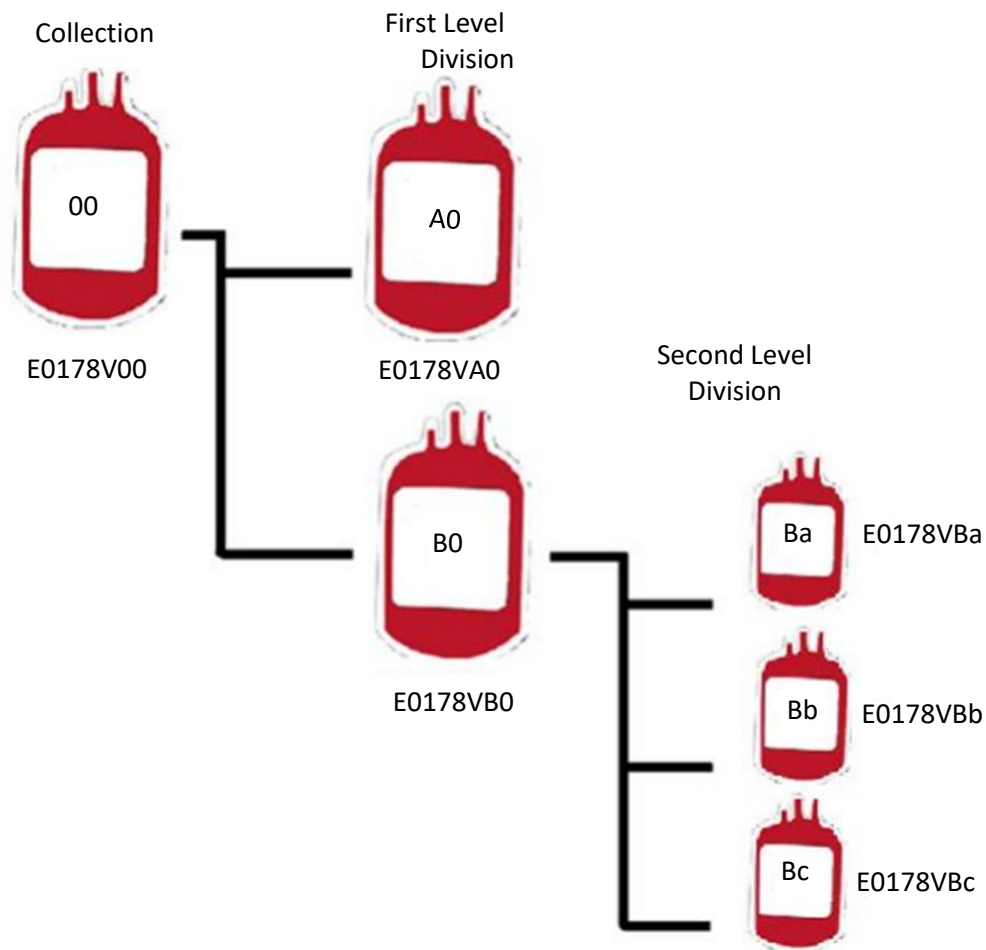 Collection
First Level
Division
00
A0
E0178V00
E0178VA0
Second Level
Division
B0
E0178VB0
Ba
E0178VBa
Bb
E0178VBb
Bc
E0178VBc